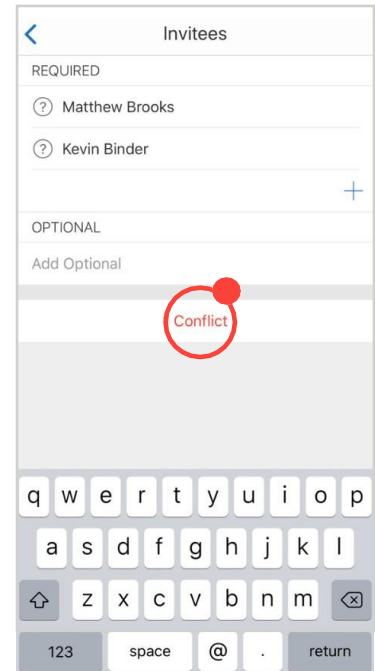 Invitees
REQUIRED
? Matthew Brooks
? Kevin Binder
OPTIONAL
Add Optional
Conflict
q w e r t y u i o p
a s d f g h j k l
z x c v b n m
123 space @ . return